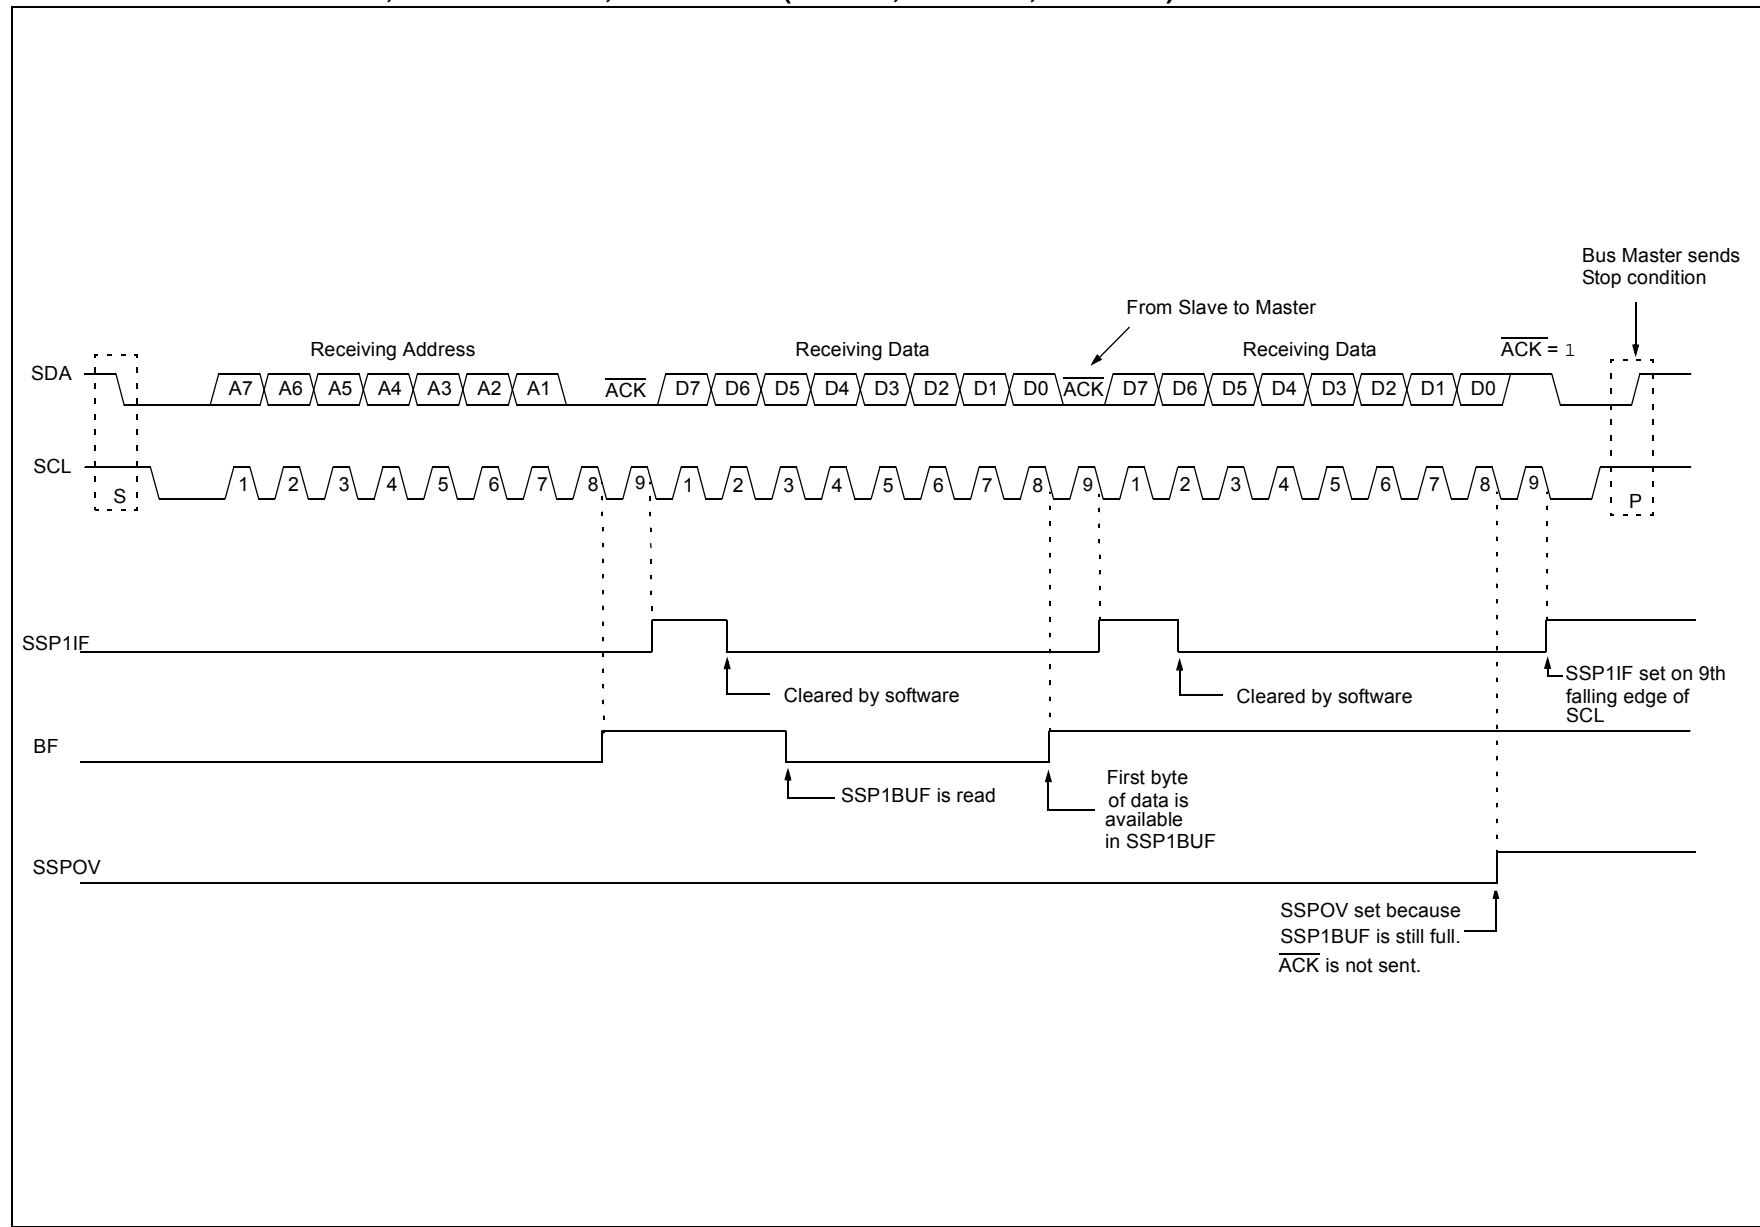 Bus Master sends
Stop condition
From Slave to Master
Receiving Address
Receiving Data
Receiving Data
ACK = 1
SDA
A7 A6 A5 A4 A3 A2 A1 ACK D7 D6 D5 D4 D3 D2 D1 D0 ACK D7 D6 D5 D4 D3 D2 D1 D0
SCL
S
1 2 3 4 5 6 7 8 9 1 2 3 4 5 6 7 8 9 1 2 3 4 5 6 7 8 9
P
SSP1IF
Cleared by software
Cleared by software
SSP1IF set on 9th
falling edge of
SCL
BF
SSP1BUF is read
First byte
of data is
available
in SSP1BUF
SSPOV
SSPOV set because
SSP1BUF is still full.
ACK is not sent.